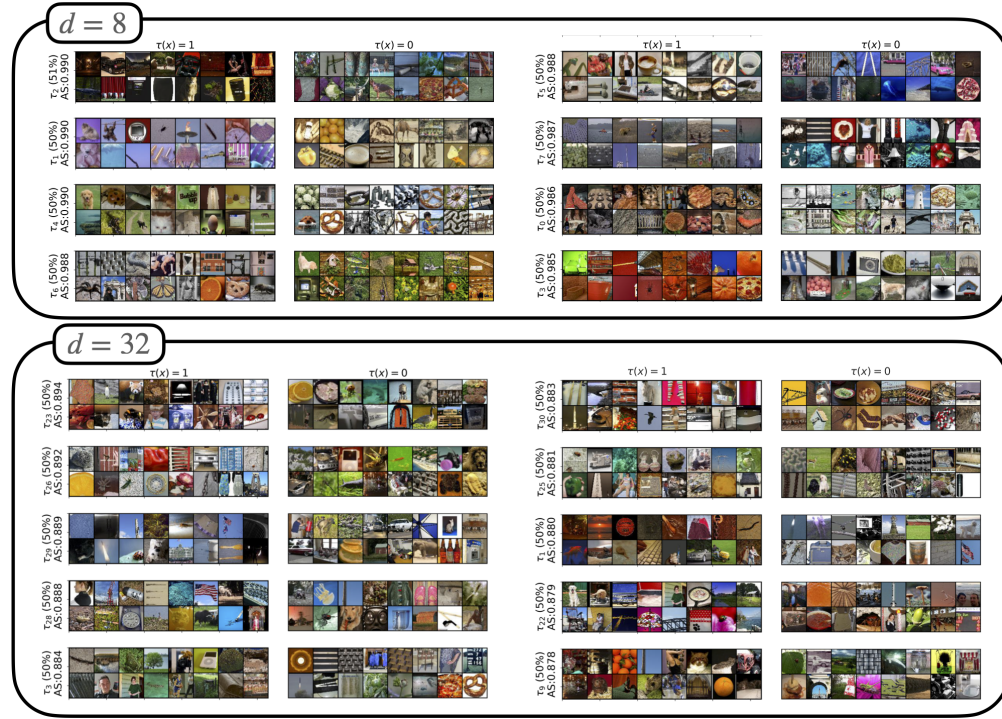 d = 8
τ(x) = 1
τ(x) = 0
τ(x) = 1
τ(x) = 0
τ₂ (51%)
AS:0.990
τ₅ (50%)
AS:0.988
τ₁ (50%)
AS:0.990
τ₇ (50%)
AS:0.987
τ₄ (50%)
AS:0.990
τ₀ (50%)
AS:0.986
τ₆ (50%)
AS:0.988
τ₃ (50%)
AS:0.985
d = 32
τ(x) = 1
τ(x) = 0
τ(x) = 1
τ(x) = 0
τ₂₃ (50%)
AS:0.894
τ₃₀ (50%)
AS:0.883
τ₂₆ (50%)
AS:0.892
τ₂₅ (50%)
AS:0.881
τ₂₉ (50%)
AS:0.889
τ₁ (50%)
AS:0.880
τ₂₈ (50%)
AS:0.888
τ₂₂ (50%)
AS:0.879
τ₃ (50%)
AS:0.884
τ₉ (50%)
AS:0.878